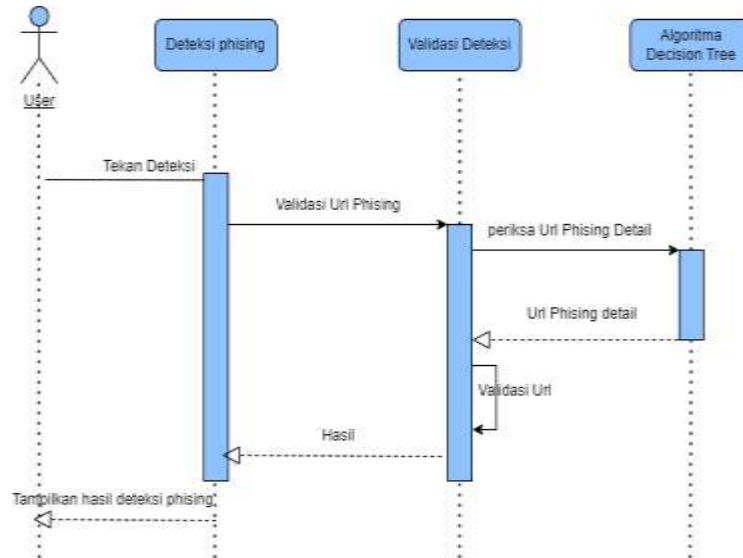 Deteksi phising
Validasi Deteksi
Algoritma
Decision Tree
User
Tekan Deteksi
Validasi Url Phising
periksa Url Phising Detail
Url Phising detail
Validasi Url
Hasil
Tampilkan hasil deteksi phising